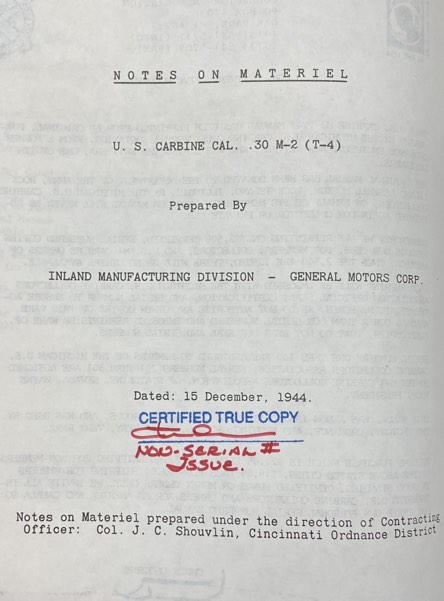 NOTES ON MATERIEL
U. S. CARBINE CAL. .30 M-2 (T-4)
Prepared By
INLAND MANUFACTURING DIVISION - GENERAL MOTORS CORP.
Dated: 15 December, 1944.
CERTIFIED TRUE COPY
NON-SERIAL #
ISSUE.
Notes on Materiel prepared under the direction of Contracting
Officer: Col. J. C. Shouvlin, Cincinnati Ordnance District